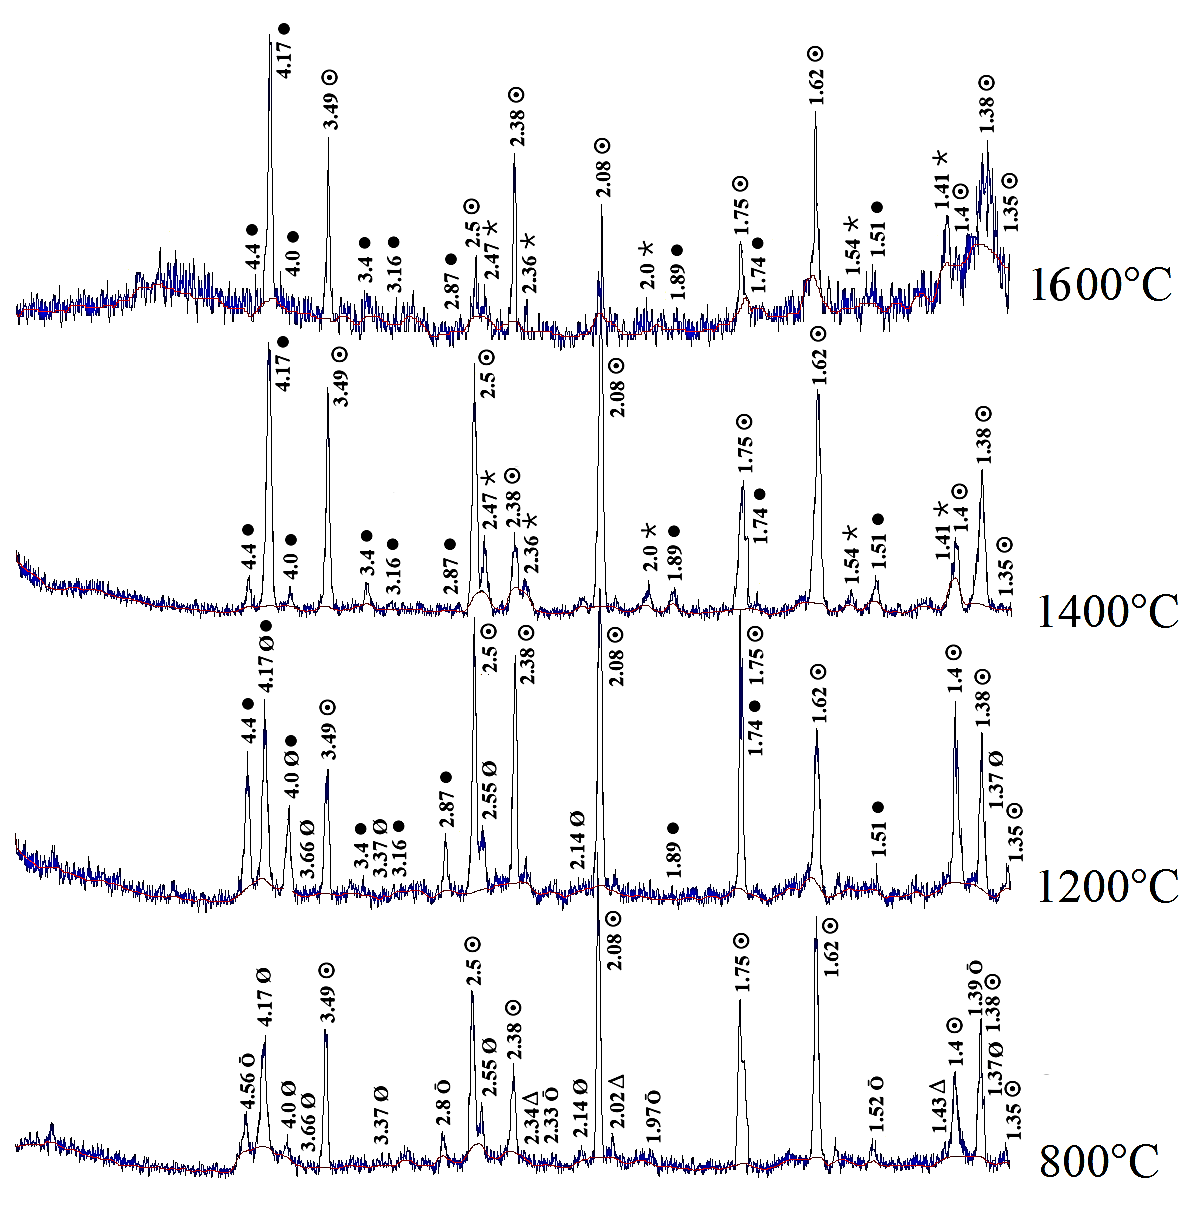 4.4 ●
4.17 ●
4.0 ●
3.49 ⊙
3.4 ●
3.16 ●
2.87 ●
2.5 ⊙
2.47 *
2.38 ⊙
2.36 *
2.08 ⊙
2.0 *
1.89 ●
1.75 ⊙
1.74 ●
1.62 ⊙
1.54 *
1.51 ●
1.41 *
1.4 ⊙
1.38 ⊙
1.35 ⊙
1600°C
4.4 ●
4.17 ●
4.0 ●
3.49 ⊙
3.4 ●
3.16 ●
2.87 ●
2.5 ⊙
2.47 *
2.38 ⊙
2.36 *
2.08 ⊙
2.0 *
1.89 ●
1.75 ⊙
1.74 ●
1.62 ⊙
1.54 *
1.51 ●
1.41 *
1.4 ⊙
1.38 ⊙
1.35 ⊙
1400°C
4.4 ●
4.17 Ø ●
4.0 Ø ●
3.66 Ø
3.49 ⊙
3.4 ●
3.37 Ø
3.16 ●
2.87 ●
2.5 ⊙
2.55 Ø
2.38 ⊙
2.14 Ø
2.08 ⊙
1.89 ●
1.75 ⊙
1.74 ●
1.62 ⊙
1.51 ●
1.4 ⊙
1.38 ⊙
1.37 Ø
1.35 ⊙
1200°C
4.56 Ō
4.17 Ø
4.0 Ø
3.66 Ø
3.49 ⊙
3.37 Ø
2.8 Ō
2.5 ⊙
2.55 Ø
2.38 ⊙
2.34 Δ
2.33 Ō
2.14 Ø
2.08 ⊙
2.02 Δ
1.97 Ō
1.75 ⊙
1.62 ⊙
1.52 Ō
1.43 Δ
1.4 ⊙
1.39 Ō
1.38 ⊙
1.37 Ø
1.35 ⊙
800°C